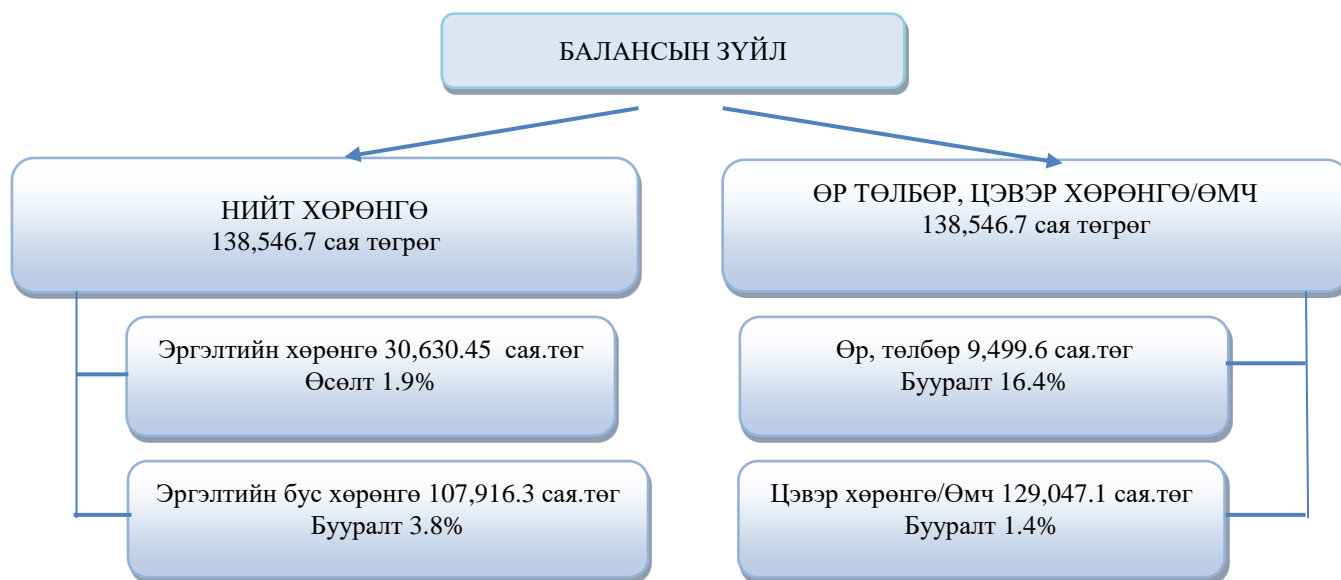 БАЛАНСЫН ЗҮЙЛ
НИЙТ ХӨРӨНГӨ
138,546.7 сая төгрөг
Эргэлтийн хөрөнгө 30,630.45 сая.төг
Өсөлт 1.9%
Эргэлтийн бус хөрөнгө 107,916.3 сая.төг
Бууралт 3.8%
ӨР ТӨЛБӨР, ЦЭВЭР ХӨРӨНГӨ/ӨМЧ
138,546.7 сая төгрөг
Өр, төлбөр 9,499.6 сая.төг
Бууралт 16.4%
Цэвэр хөрөнгө/Өмч 129,047.1 сая.төг
Бууралт 1.4%